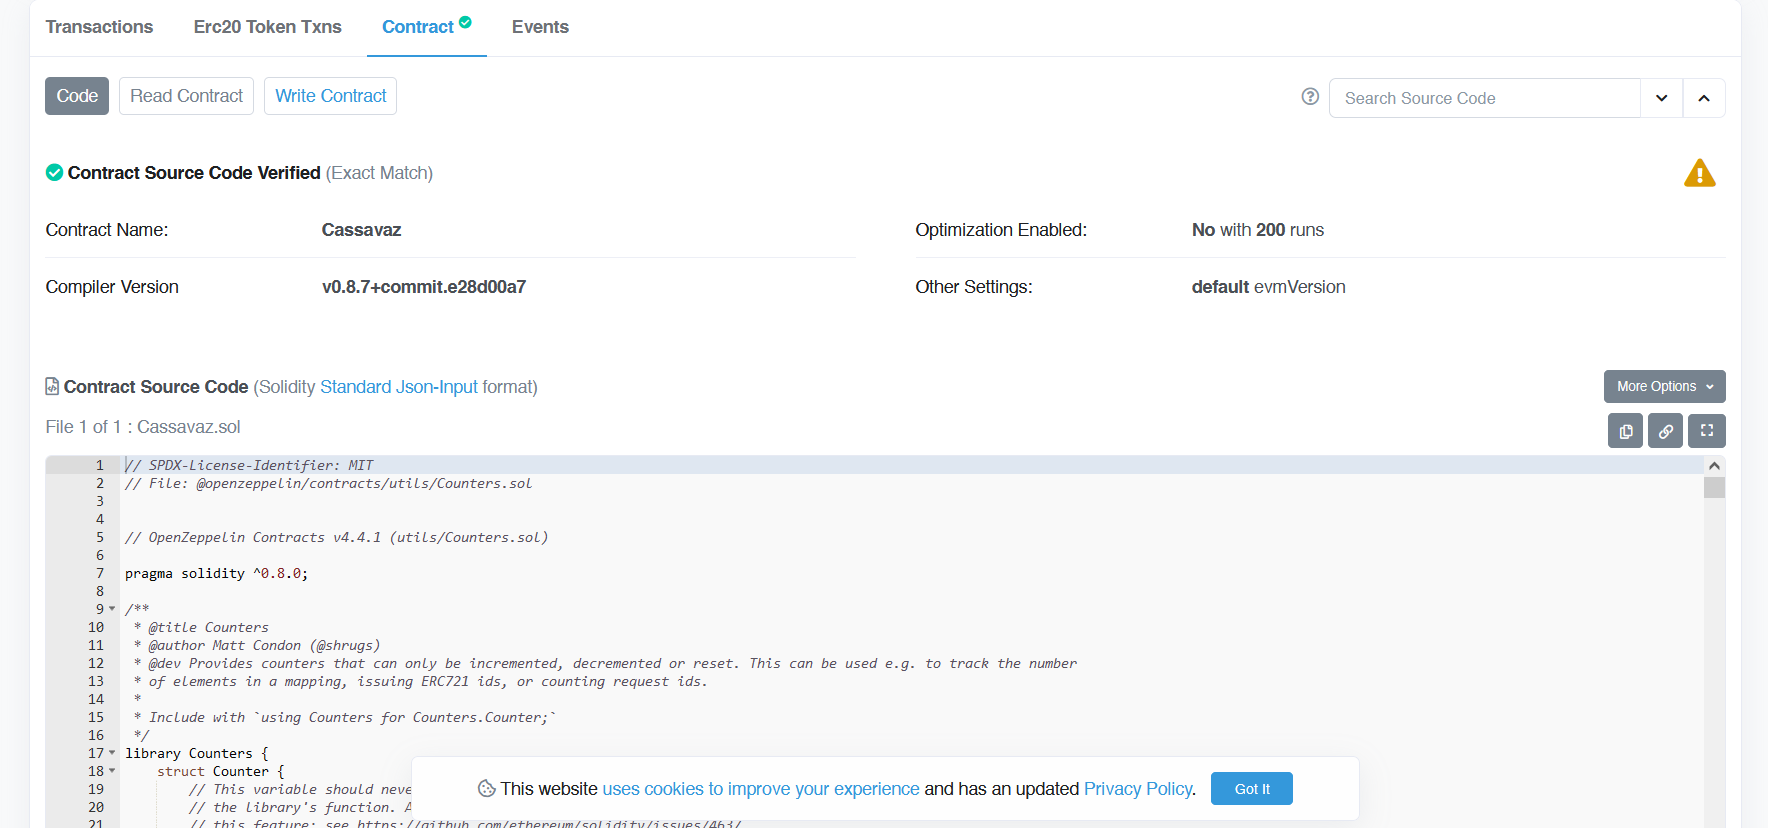 Transactions Erc20 Token Txns Contract Events
Code Read Contract Write Contract Search Source Code
Contract Source Code Verified (Exact Match)
Contract Name: Cassavaz Optimization Enabled: No with 200 runs
Compiler Version v0.8.7+commit.e28d00a7 Other Settings: default evmVersion
Contract Source Code (Solidity Standard Json-Input format) More Options
File 1 of 1 : Cassavaz.sol
1 // SPDX-License-Identifier: MIT
2 // File: @openzeppelin/contracts/utils/Counters.sol
3
4
5 // OpenZeppelin Contracts v4.4.1 (utils/Counters.sol)
6
7 pragma solidity ^0.8.0;
8
9 /**
10 * @title Counters
11 * @author Matt Condon (@shrugs)
12 * @dev Provides counters that can only be incremented, decremented or reset. This can be used e.g. to track the number
13 * of elements in a mapping, issuing ERC721 ids, or counting request ids.
14 *
15 * Include with `using Counters for Counters.Counter;`
16 */
17 library Counters {
18 struct Counter {
19 // This variable should neve
20 // the library's function. A
21 // this feature: see https://github.com/ethereum/solidity/issues/4637
This website uses cookies to improve your experience and has an updated Privacy Policy. Got It